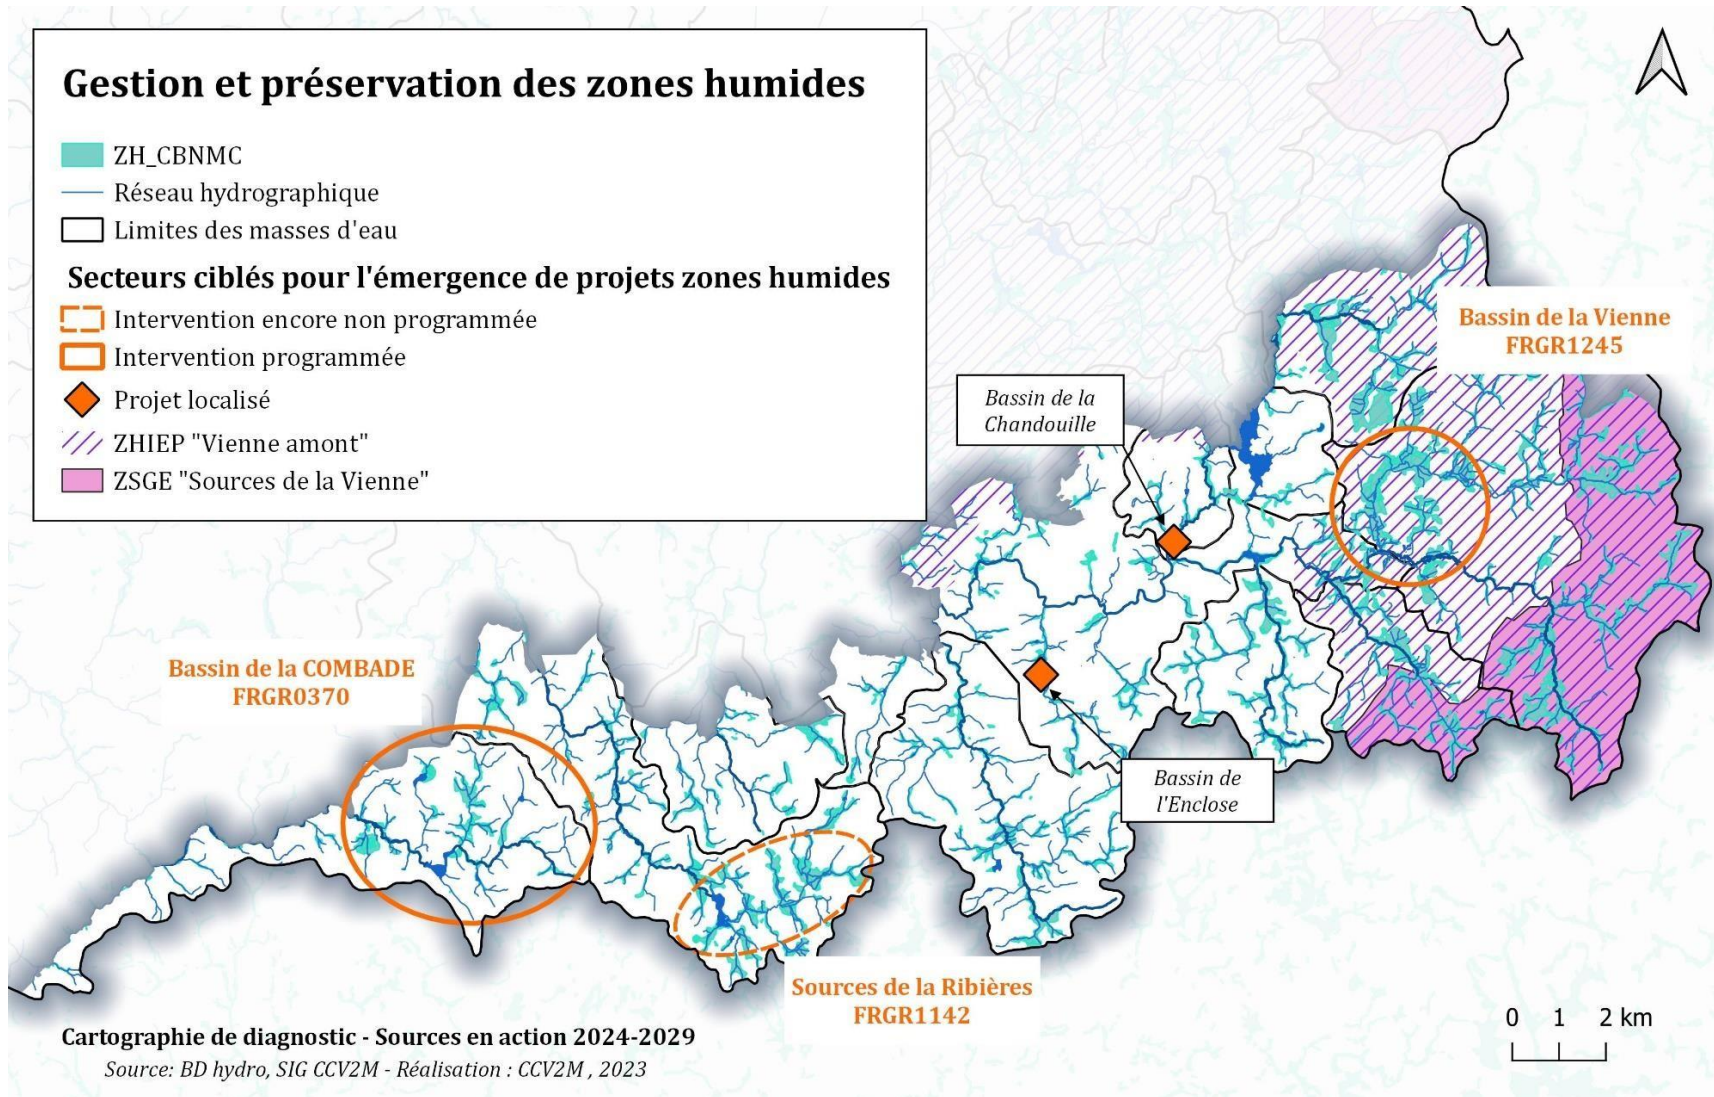 Gestion et préservation des zones humides
ZH_CBNMC
Réseau hydrographique
Limites des masses d'eau
Secteurs ciblés pour l'émergence de projets zones humides
Intervention encore non programmée
Intervention programmée
Projet localisé
ZHIEP "Vienne amont"
ZSGE "Sources de la Vienne"
Bassin de la Vienne
FRGR1245
Bassin de la
Chandouille
Bassin de la COMBADE
FRGR0370
Bassin de
l'Enclose
Sources de la Ribières
FRGR1142
0 1 2 km
Cartographie de diagnostic - Sources en action 2024-2029
Source: BD hydro, SIG CCV2M - Réalisation : CCV2M , 2023